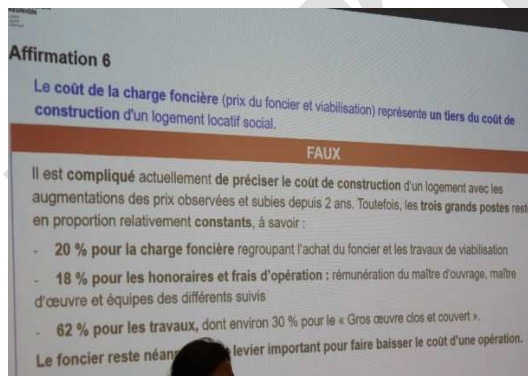 REUNION
Affirmation 6
Le coût de la charge foncière (prix du foncier et viabilisation) représente un tiers du coût de
construction d'un logement locatif social.
FAUX
Il est compliqué actuellement de préciser le coût de construction d'un logement avec les
augmentations des prix observées et subies depuis 2 ans. Toutefois, les trois grands postes rest
en proportion relativement constants, à savoir :
- 20 % pour la charge foncière regroupant l'achat du foncier et les travaux de viabilisation
- 18 % pour les honoraires et frais d'opération : rémunération du maître d'ouvrage, maître
d'œuvre et équipes des différents suivis
- 62 % pour les travaux, dont environ 30 % pour le « Gros œuvre clos et couvert ».
Le foncier reste néan levier important pour faire baisser le coût d'une opération.